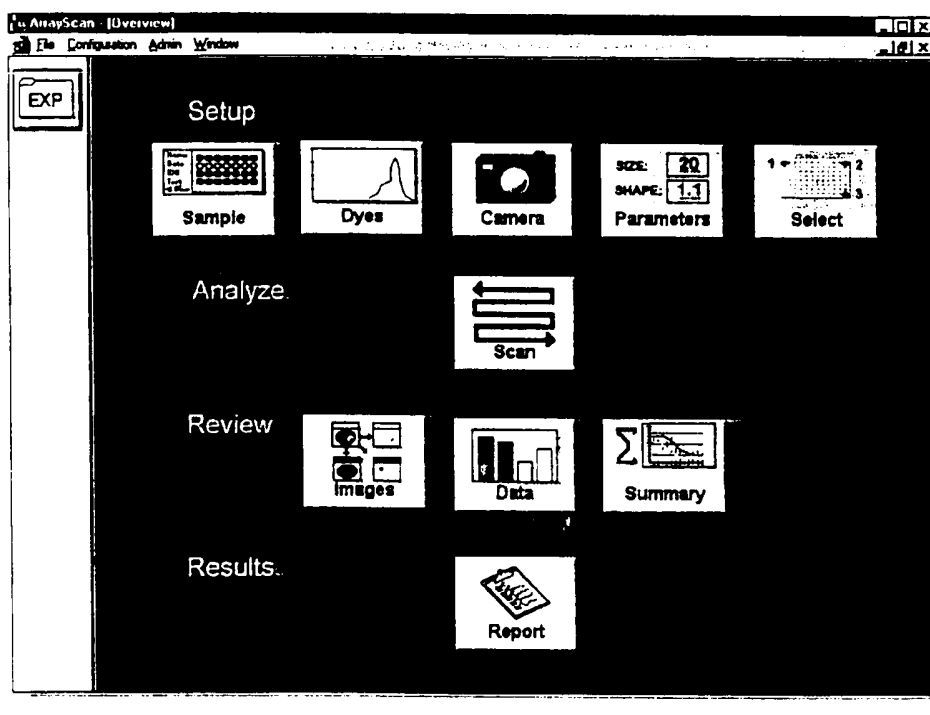 ArrayScan - [Overview]
File Configuration Admin Window
EXP
Setup
Sample
Dyes
Camera
SIZE: 20
SHAPE: 1.1
Parameters
1 2
3
Select
Analyze
Scan
Review
Images
Data
Σ
Summary
Results
Report